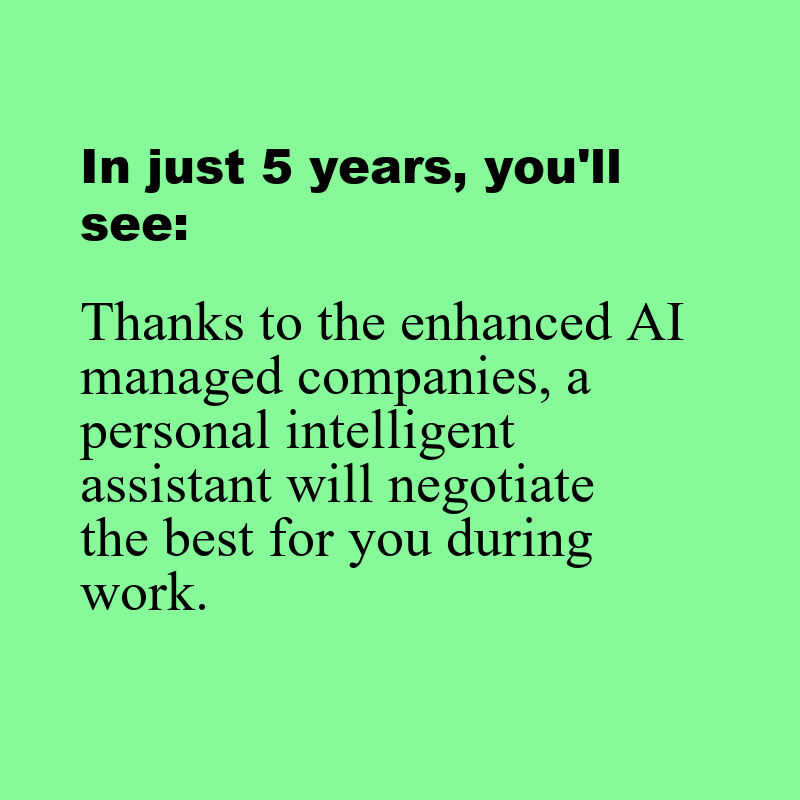 In just 5 years, you'll
see:
Thanks to the enhanced AI
managed companies, a
personal intelligent
assistant will negotiate
the best for you during
work.